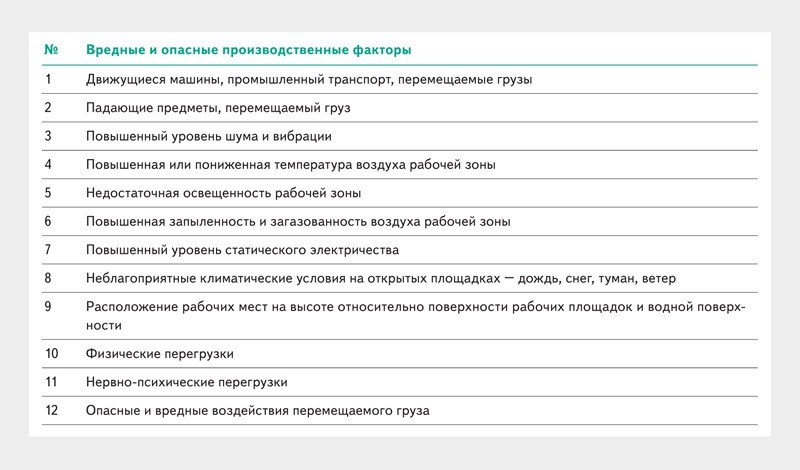 № Вредные и опасные производственные факторы
1 Движущиеся машины, промышленный транспорт, перемещаемые грузы
2 Падающие предметы, перемещаемый груз
3 Повышенный уровень шума и вибрации
4 Повышенная или пониженная температура воздуха рабочей зоны
5 Недостаточная освещенность рабочей зоны
6 Повышенная запыленность и загазованность воздуха рабочей зоны
7 Повышенный уровень статического электричества
8 Неблагоприятные климатические условия на открытых площадках — дождь, снег, туман, ветер
9 Расположение рабочих мест на высоте относительно поверхности рабочих площадок и водной поверх-
ности
10 Физические перегрузки
11 Нервно-психические перегрузки
12 Опасные и вредные воздействия перемещаемого груза